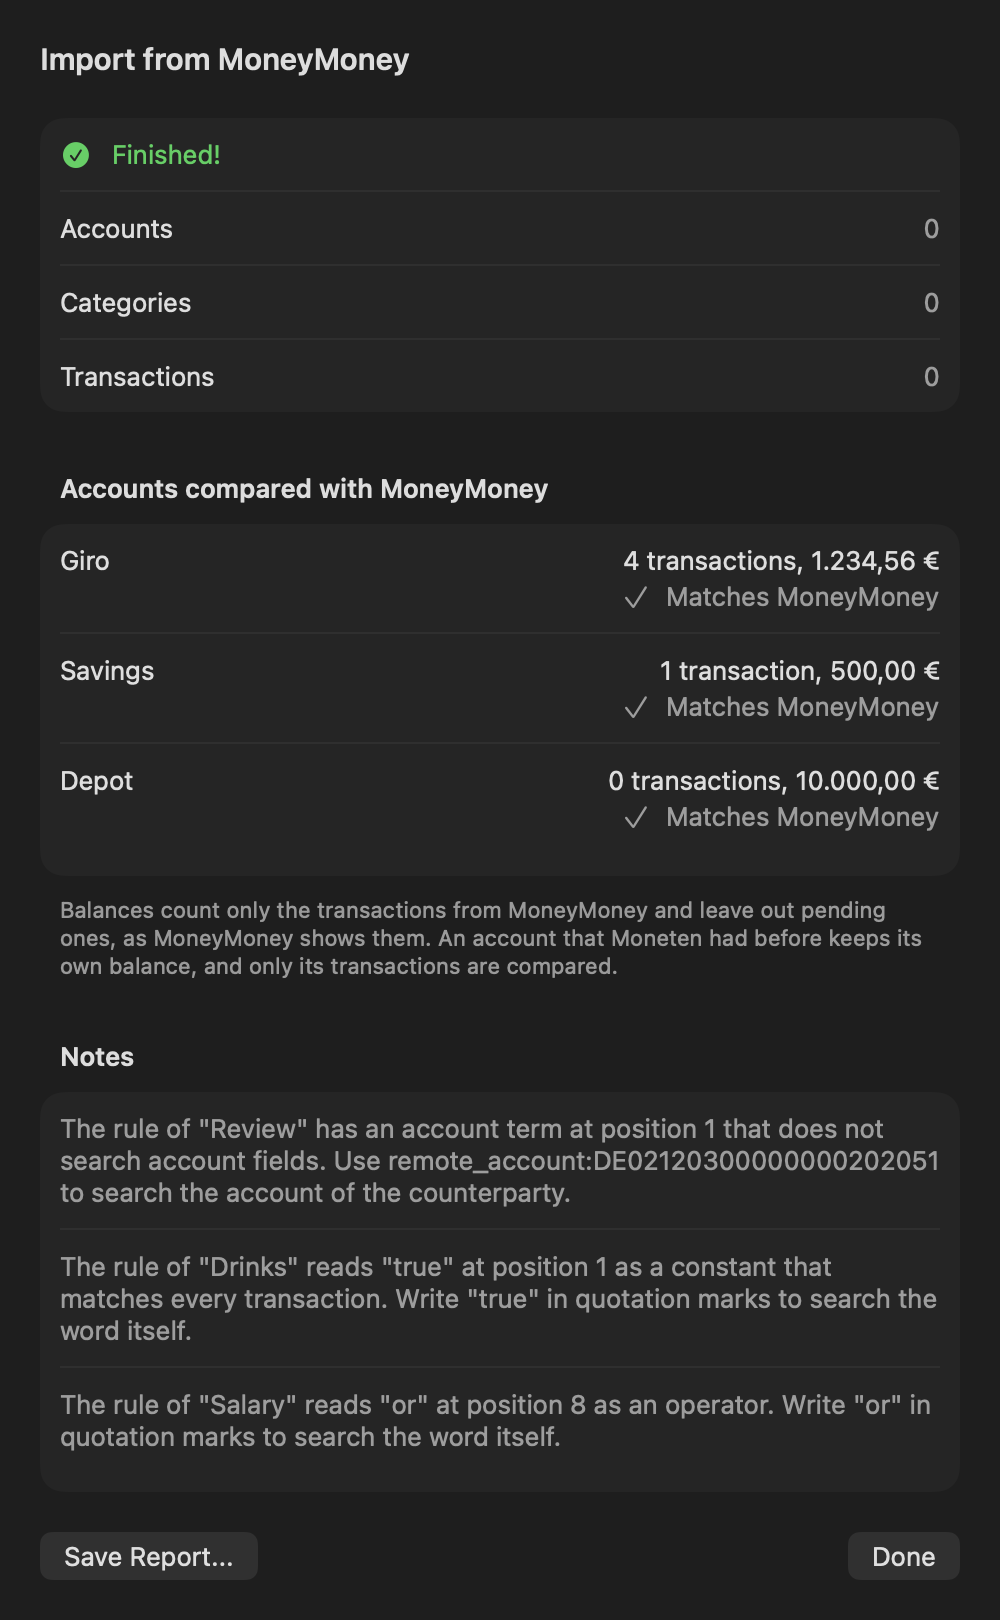 Import from MoneyMoney
Finished!
Accounts 0
Categories 0
Transactions 0
Accounts compared with MoneyMoney
Giro 4 transactions, 1.234,56 €
Matches MoneyMoney
Savings 1 transaction, 500,00 €
Matches MoneyMoney
Depot 0 transactions, 10.000,00 €
Matches MoneyMoney
Balances count only the transactions from MoneyMoney and leave out pending
ones, as MoneyMoney shows them. An account that Moneten had before keeps its
own balance, and only its transactions are compared.
Notes
The rule of "Review" has an account term at position 1 that does not
search account fields. Use remote_account:DE02120300000000202051
to search the account of the counterparty.
The rule of "Drinks" reads "true" at position 1 as a constant that
matches every transaction. Write "true" in quotation marks to search the
word itself.
The rule of "Salary" reads "or" at position 8 as an operator. Write "or" in
quotation marks to search the word itself.
Save Report... Done